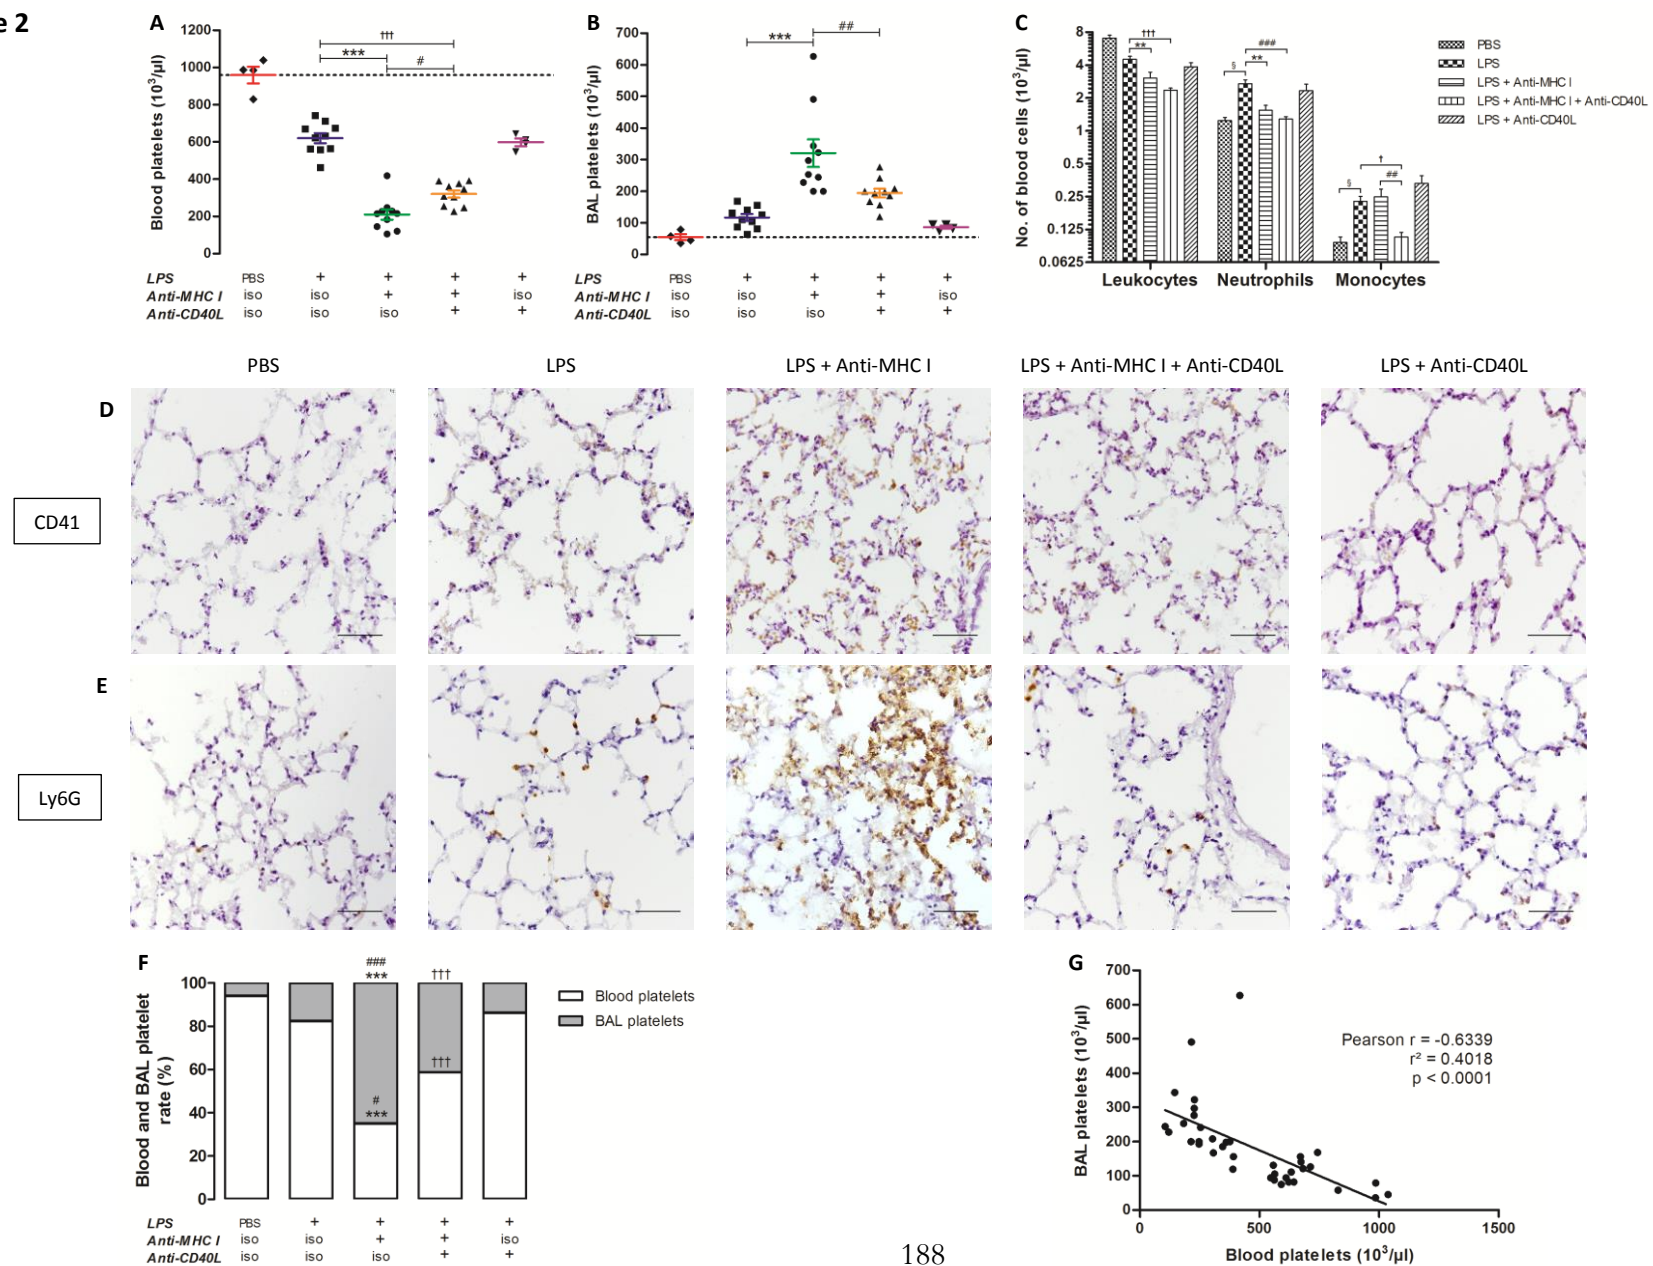 e 2
A
B
C
1200
1000
800
600
400
200
0
Blood platelets (10³/µl)
†††
***
#
LPS PBS + + + +
Anti-MHC I iso iso + + iso
Anti-CD40L iso iso iso + +
700
600
500
400
300
200
100
0
BAL platelets (10³/µl)
***
##
LPS PBS + + + +
Anti-MHC I iso iso + + iso
Anti-CD40L iso iso iso + +
8
4
2
1
0.5
0.25
0.125
0.0625
No. of blood cells (10³/µl)
†††
**
###
§ **
†
§ ##
Leukocytes Neutrophils Monocytes
PBS
LPS
LPS + Anti-MHC I
LPS + Anti-MHC I + Anti-CD40L
LPS + Anti-CD40L
PBS LPS LPS + Anti-MHC I LPS + Anti-MHC I + Anti-CD40L LPS + Anti-CD40L
D
CD41
E
Ly6G
F
100
80
60
40
20
0
Blood and BAL platelet
rate (%)
###
***
†††
†††
#
***
Blood platelets
BAL platelets
LPS PBS + + + +
Anti-MHC I iso iso + + iso
Anti-CD40L iso iso iso + +
G
700
600
500
400
300
200
100
0
BAL platelets (10³/µl)
Pearson r = -0.6339
r² = 0.4018
p < 0.0001
0 500 1000 1500
Blood platelets (10³/µl)
188